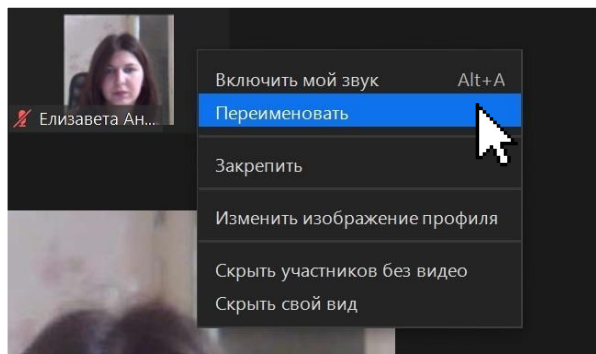 Включить мой звук Alt+A
Елизавета Ан...
Переименовать
Закрепить
Изменить изображение профиля
Скрыть участников без видео
Скрыть свой вид